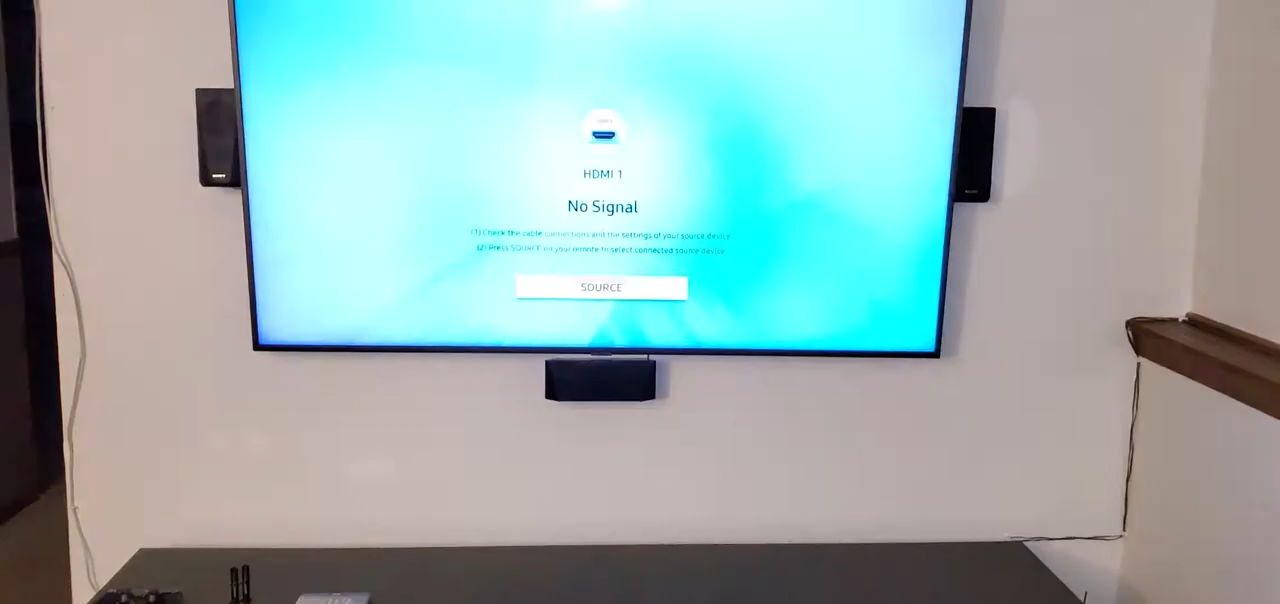 HDMI 1
No Signal
(1) Check the cable connections and the settings of your source device
(2) Press SOURCE on your remote to select connected source device
SOURCE
SONY